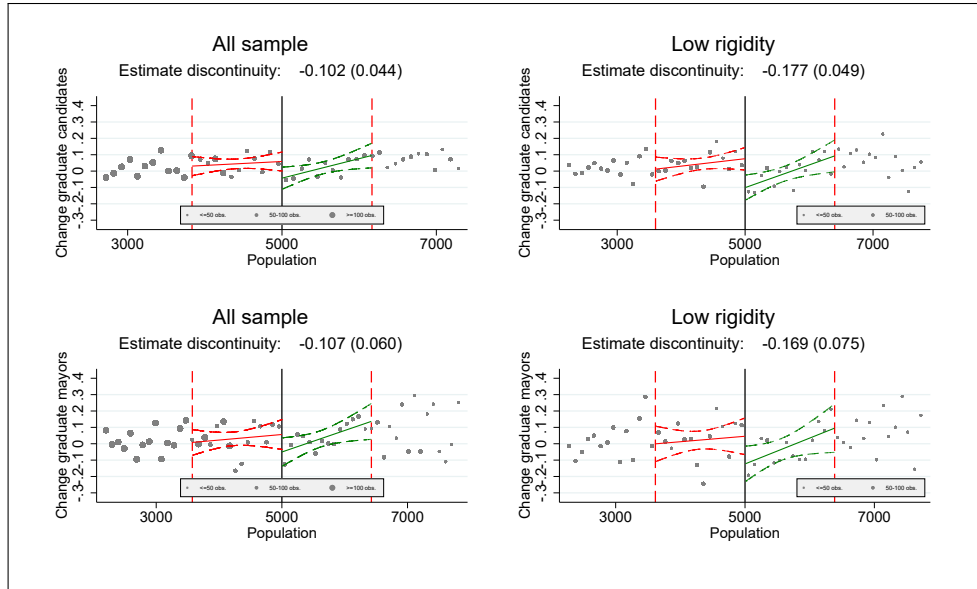 All sample
Estimate discontinuity: -0.102 (0.044)
Change graduate candidates
-.3-.2-.1 0 .1 .2 .3 .4
<=50 obs. 50-100 obs. >=100 obs.
3000 5000 7000
Population
Low rigidity
Estimate discontinuity: -0.177 (0.049)
Change graduate candidates
-.3-.2-.1 0 .1 .2 .3 .4
<=50 obs. 50-100 obs.
3000 5000 7000
Population
All sample
Estimate discontinuity: -0.107 (0.060)
Change graduate mayors
-.3-.2-.1 0 .1 .2 .3 .4
<=50 obs. 50-100 obs. >=100 obs.
3000 5000 7000
Population
Low rigidity
Estimate discontinuity: -0.169 (0.075)
Change graduate mayors
-.3-.2-.1 0 .1 .2 .3 .4
<=50 obs. 50-100 obs.
3000 5000 7000
Population